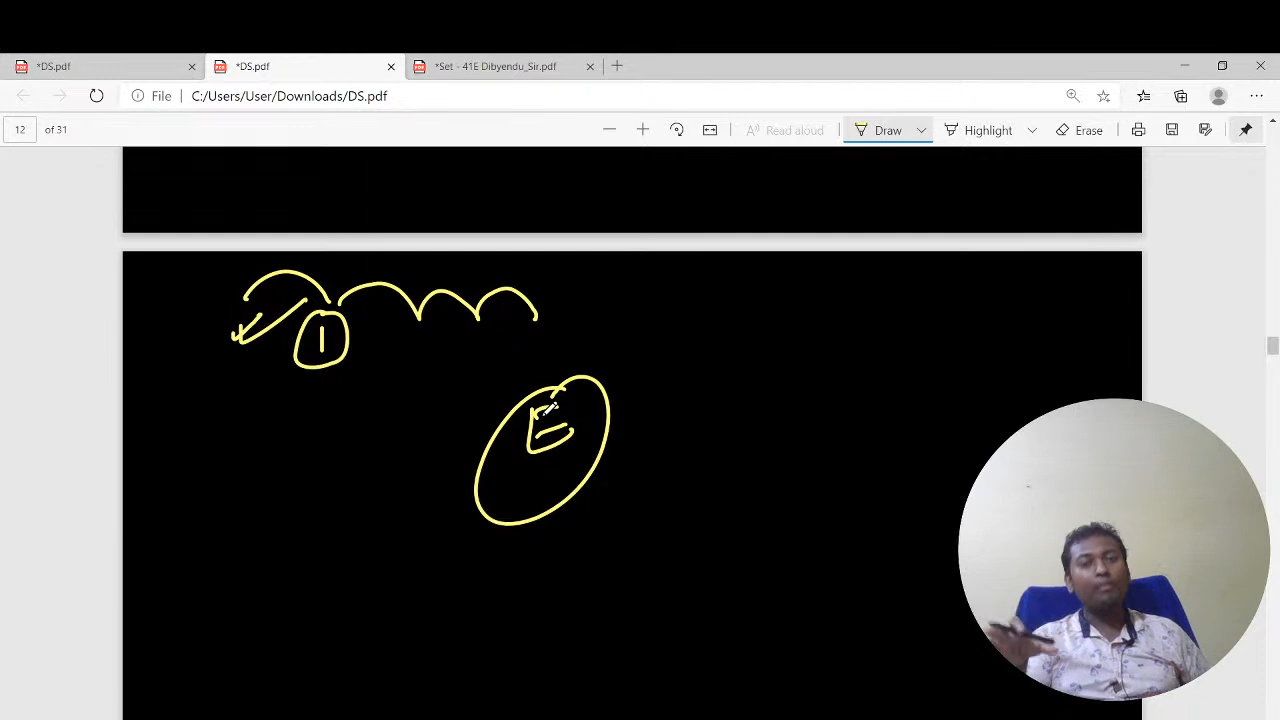 *DS.pdf *DS.pdf *Set - 41E Dibyendu_Sir.pdf
File C:/Users/User/Downloads/DS.pdf
12 of 31 Read aloud Draw Highlight Erase
1
E